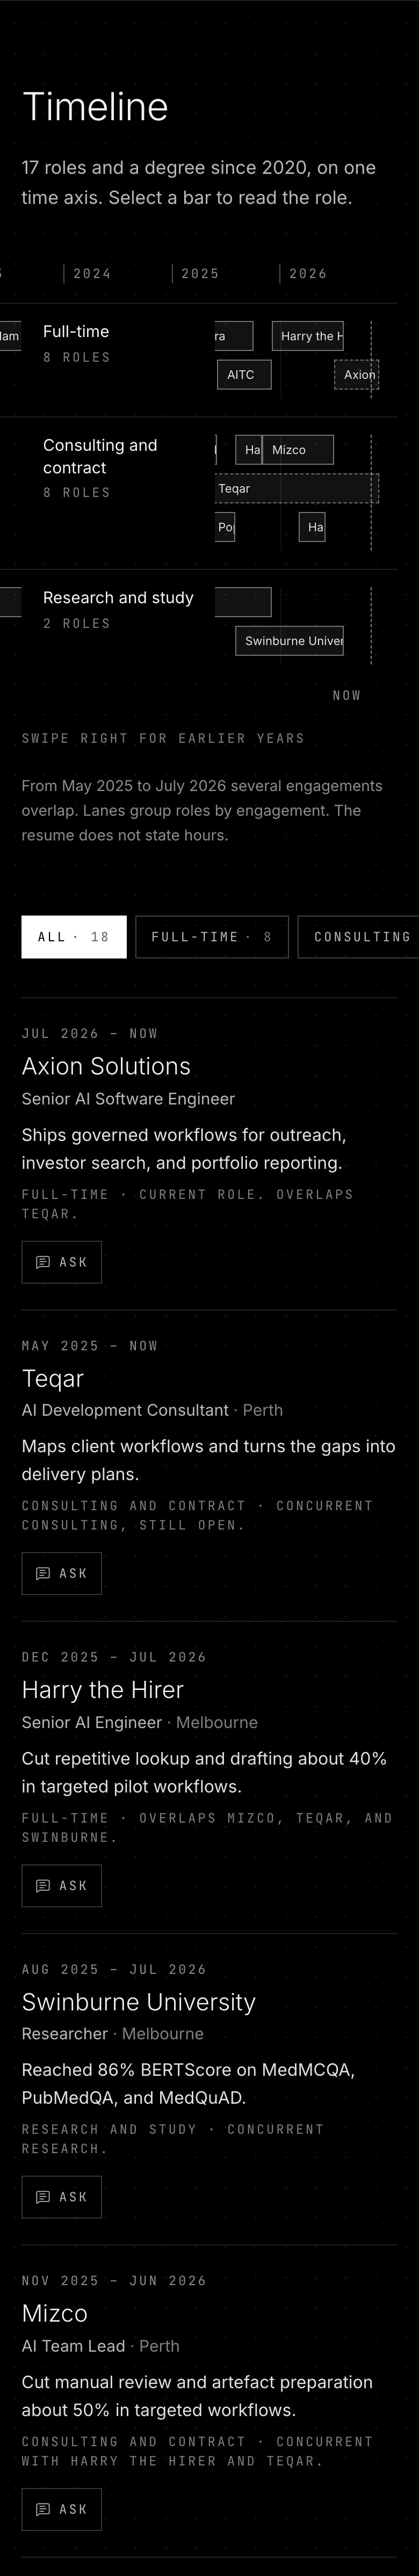 Timeline
17 roles and a degree since 2020, on one
time axis. Select a bar to read the role.
2024
2025
2026
Full-time
8 ROLES
Harry the H
AITC
Axion
Consulting and
contract
8 ROLES
Ha
Mizco
Teqar
Pop
Ha
Research and study
2 ROLES
Swinburne Univer
NOW
SWIPE RIGHT FOR EARLIER YEARS
From May 2025 to July 2026 several engagements
overlap. Lanes group roles by engagement. The
resume does not state hours.
ALL · 18
FULL-TIME · 8
CONSULTING
JUL 2026 – NOW
Axion Solutions
Senior AI Software Engineer
Ships governed workflows for outreach,
investor search, and portfolio reporting.
FULL-TIME · CURRENT ROLE. OVERLAPS
TEQAR.
ASK
MAY 2025 – NOW
Teqar
AI Development Consultant · Perth
Maps client workflows and turns the gaps into
delivery plans.
CONSULTING AND CONTRACT · CONCURRENT
CONSULTING, STILL OPEN.
ASK
DEC 2025 – JUL 2026
Harry the Hirer
Senior AI Engineer · Melbourne
Cut repetitive lookup and drafting about 40%
in targeted pilot workflows.
FULL-TIME · OVERLAPS MIZCO, TEQAR, AND
SWINBURNE.
ASK
AUG 2025 – JUL 2026
Swinburne University
Researcher · Melbourne
Reached 86% BERTScore on MedMCQA,
PubMedQA, and MedQuAD.
RESEARCH AND STUDY · CONCURRENT
RESEARCH.
ASK
NOV 2025 – JUN 2026
Mizco
AI Team Lead · Perth
Cut manual review and artefact preparation
about 50% in targeted workflows.
CONSULTING AND CONTRACT · CONCURRENT
WITH HARRY THE HIRER AND TEQAR.
ASK